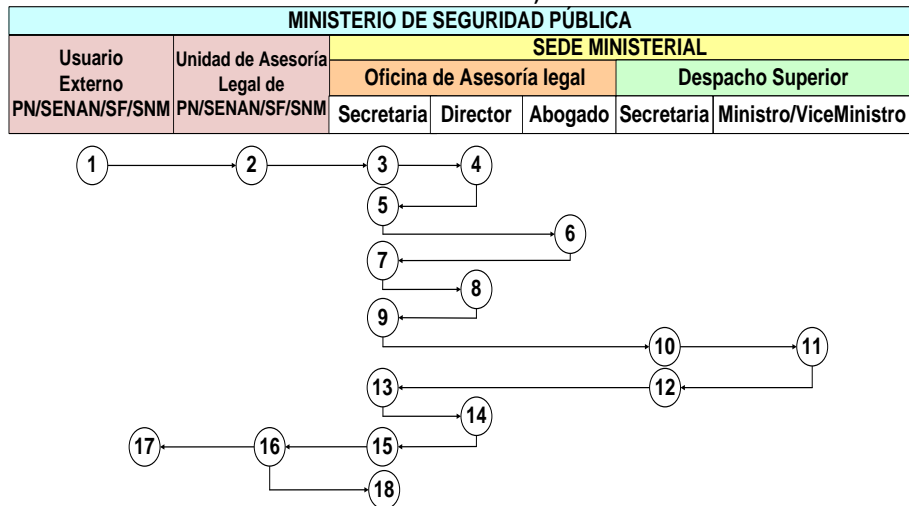 MINISTERIO DE SEGURIDAD PÚBLICA
Usuario
Externo
PN/SENAN/SF/SNM
Unidad de Asesoría
Legal de
PN/SENAN/SF/SNM
SEDE MINISTERIAL
Oficina de Asesoría legal
Despacho Superior
Secretaria
Director
Abogado
Secretaria
Ministro/ViceMinistro
1
2
3
4
5
6
7
8
9
10
11
13
12
14
17
16
15
18